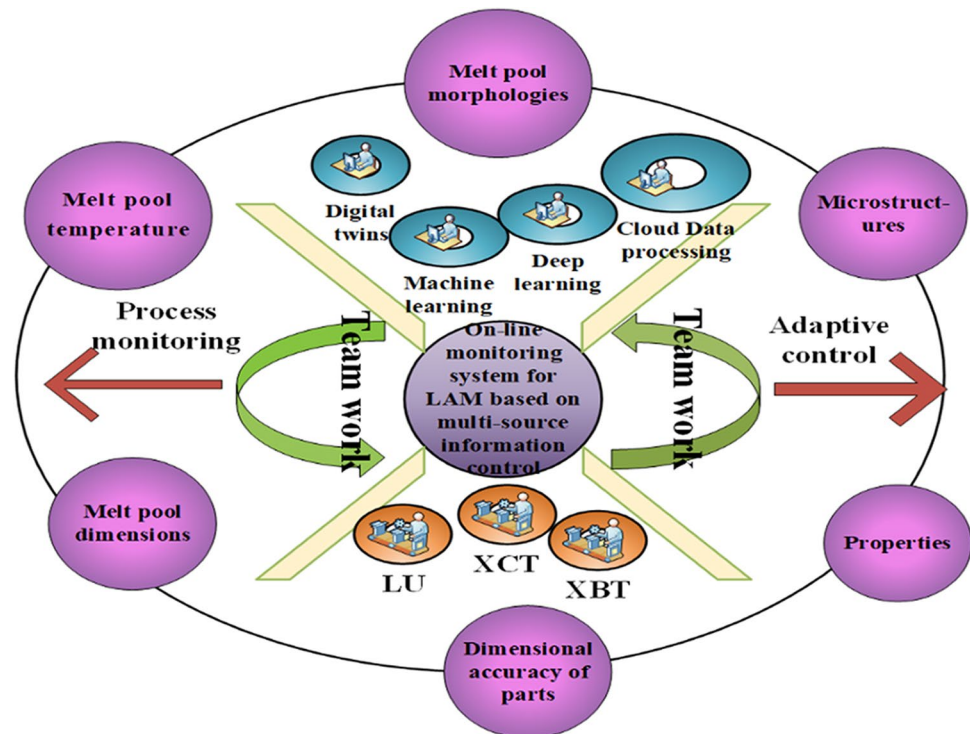 Melt pool
morphologies
Melt pool
temperature
Microstruct-
ures
Digital
twins
Machine
learning
Deep
learning
Cloud Data
processing
Process
monitoring
Team work
On-line
monitoring
system for
LAM based on
multi-source
information
control
Team work
Adaptive
control
Melt pool
dimensions
LU
XCT
XBT
Properties
Dimensional
accuracy of
parts